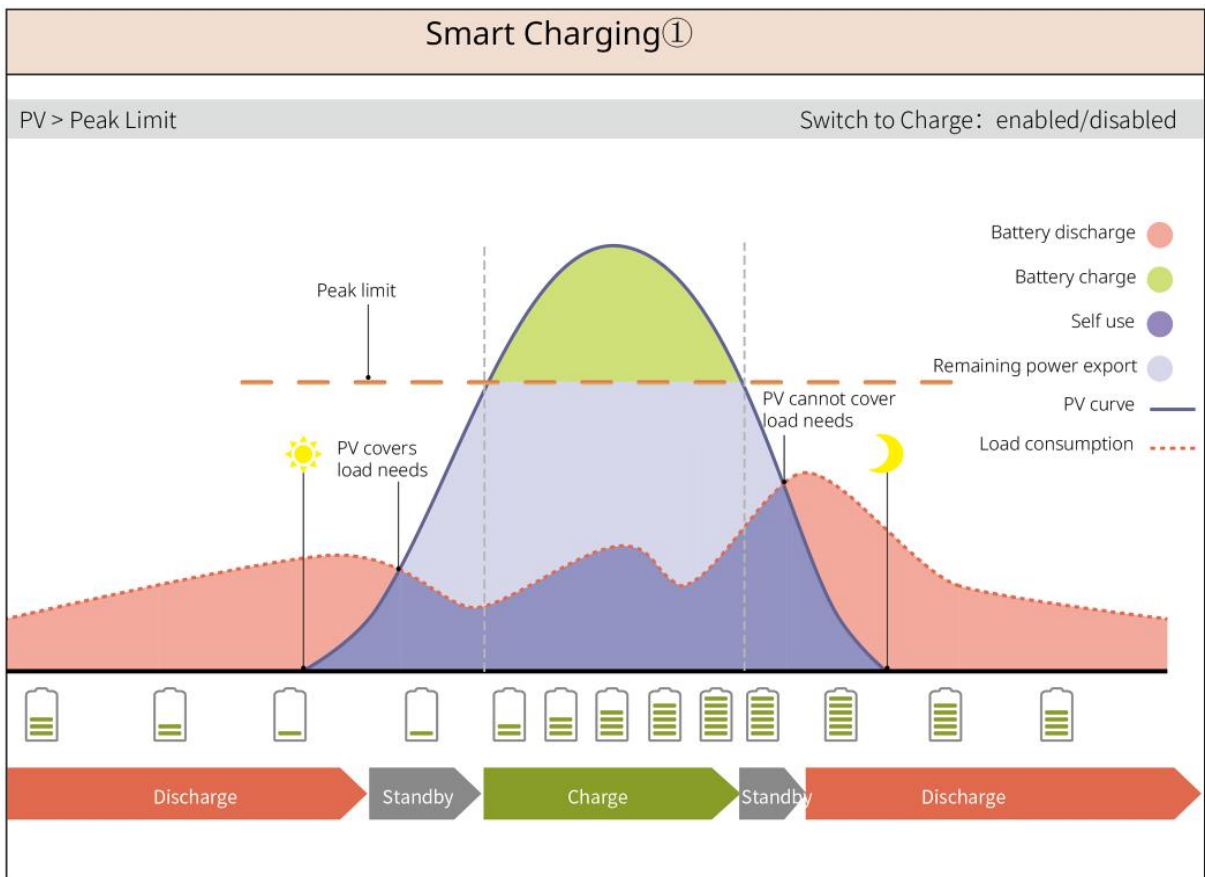 Smart Charging①
PV > Peak Limit
Switch to Charge：enabled/disabled
Battery discharge
Battery charge
Self use
Remaining power export
PV curve
Load consumption
Peak limit
PV covers
load needs
PV cannot cover
load needs
Discharge
Standby
Charge
Standby
Discharge